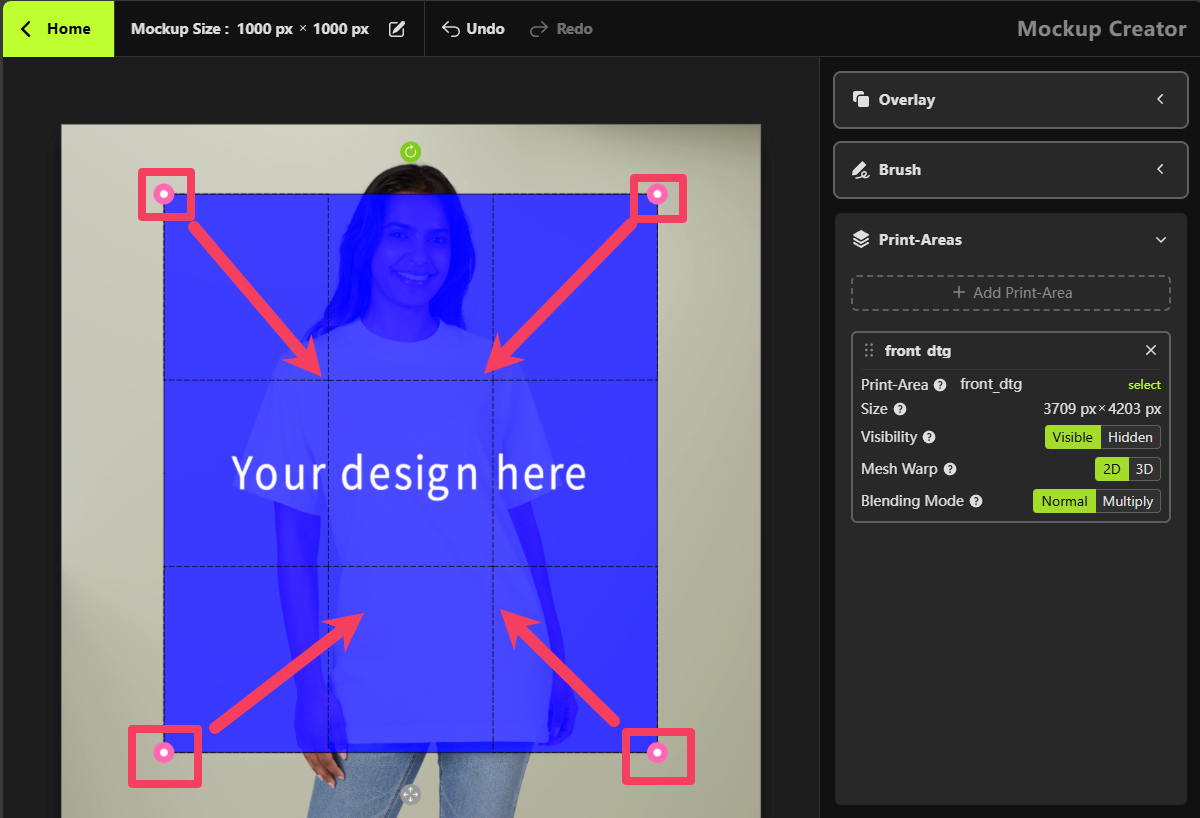 Home
Mockup Size : 1000 px × 1000 px
Undo
Redo
Mockup Creator
Overlay
Brush
Print-Areas
+ Add Print-Area
front dtg
Print-Area ? front_dtg select
Size ? 3709 px×4203 px
Visibility ? Visible Hidden
Mesh Warp ? 2D 3D
Blending Mode ? Normal Multiply
Your design here